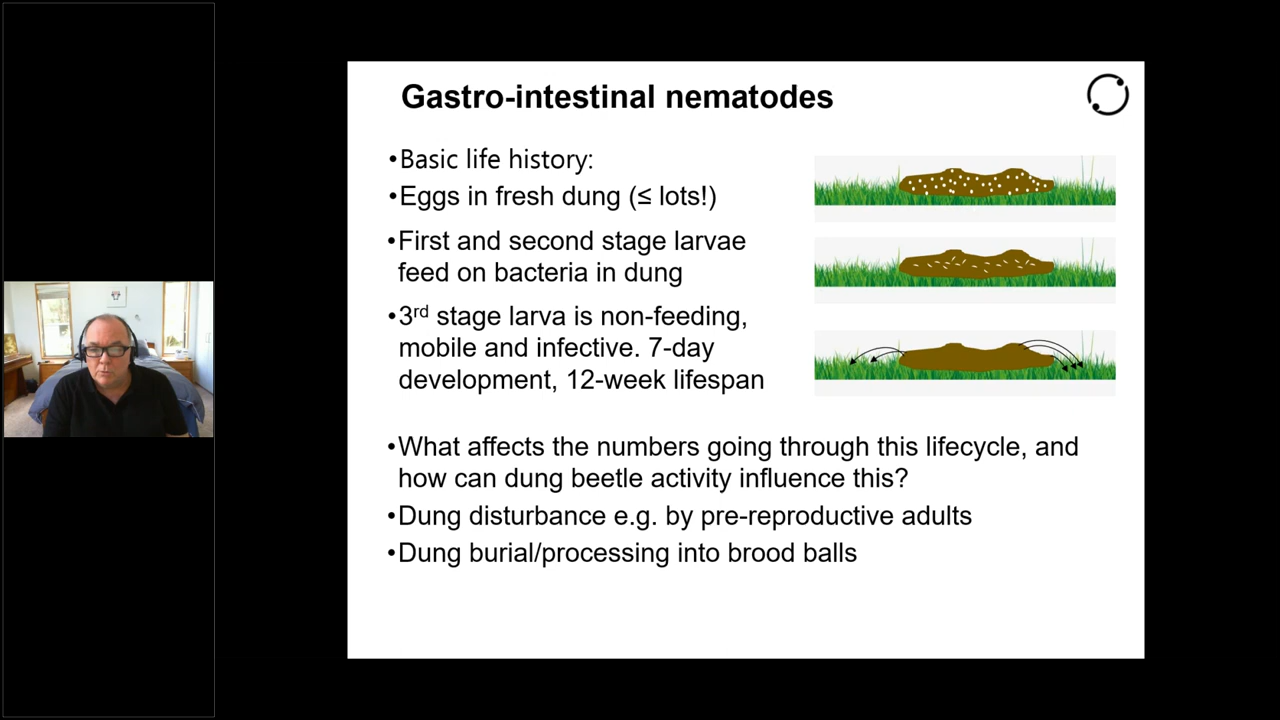 Gastro-intestinal nematodes
•Basic life history:
•Eggs in fresh dung (≤ lots!)
•First and second stage larvae
feed on bacteria in dung
•3rd stage larva is non-feeding,
mobile and infective. 7-day
development, 12-week lifespan
•What affects the numbers going through this lifecycle, and
how can dung beetle activity influence this?
•Dung disturbance e.g. by pre-reproductive adults
•Dung burial/processing into brood balls